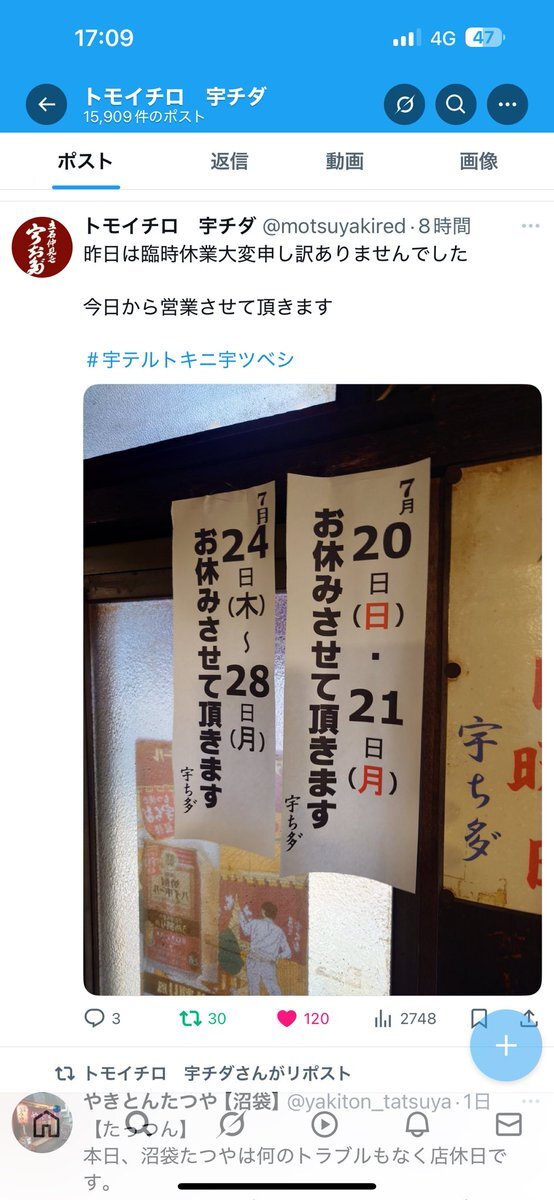 17:09
4G
47
トモイチロ　宇チダ
15,909 件のポスト
ポスト
返信
動画
画像
トモイチロ　宇チダ @motsuyakired · 8時間
昨日は臨時休業大変申し訳ありませんでした
今日から営業させて頂きます
#宇テルトキニ宇ツベシ
7月
20日(日)・21日(月)
お休みさせて頂きます
宇ち多゛
7月
24日(木)～28日(月)
お休みさせて頂きます
宇ち多゛
宇ち多゛
3
30
120
2748
トモイチロ　宇チダさんがリポスト
やきとんたつや【沼袋】 @yakiton_tatsuya · 1日
【たっつん】
本日、沼袋たつやは何のトラブルもなく店休日で
す。